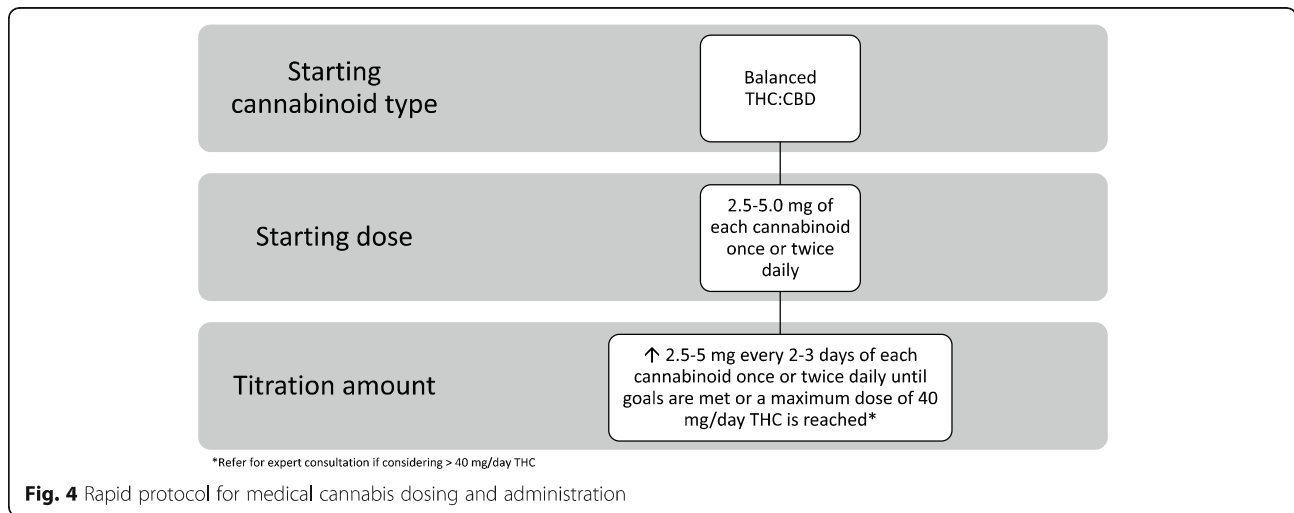 Starting
cannabinoid type
Balanced
THC:CBD
Starting dose
2.5-5.0 mg of
each cannabinoid
once or twice
daily
Titration amount
↑ 2.5-5 mg every 2-3 days of each
cannabinoid once or twice daily until
goals are met or a maximum dose of 40
mg/day THC is reached*
*Refer for expert consultation if considering > 40 mg/day THC
Fig. 4 Rapid protocol for medical cannabis dosing and administration